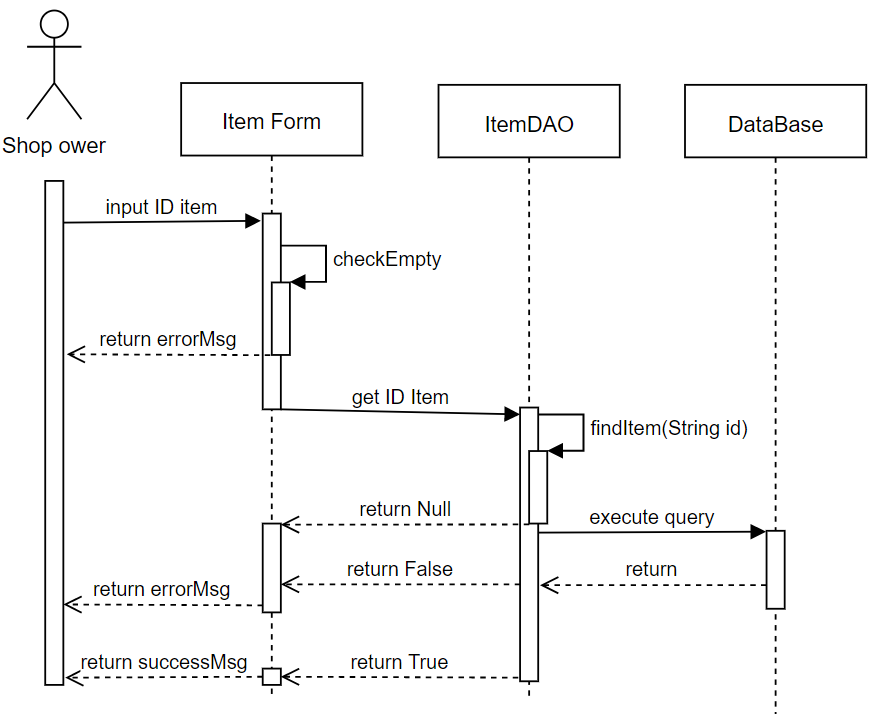 Shop ower
Item Form
ItemDAO
DataBase
input ID item
checkEmpty
return errorMsg
get ID Item
findItem(String id)
return Null
execute query
return False
return
return errorMsg
return successMsg
return True